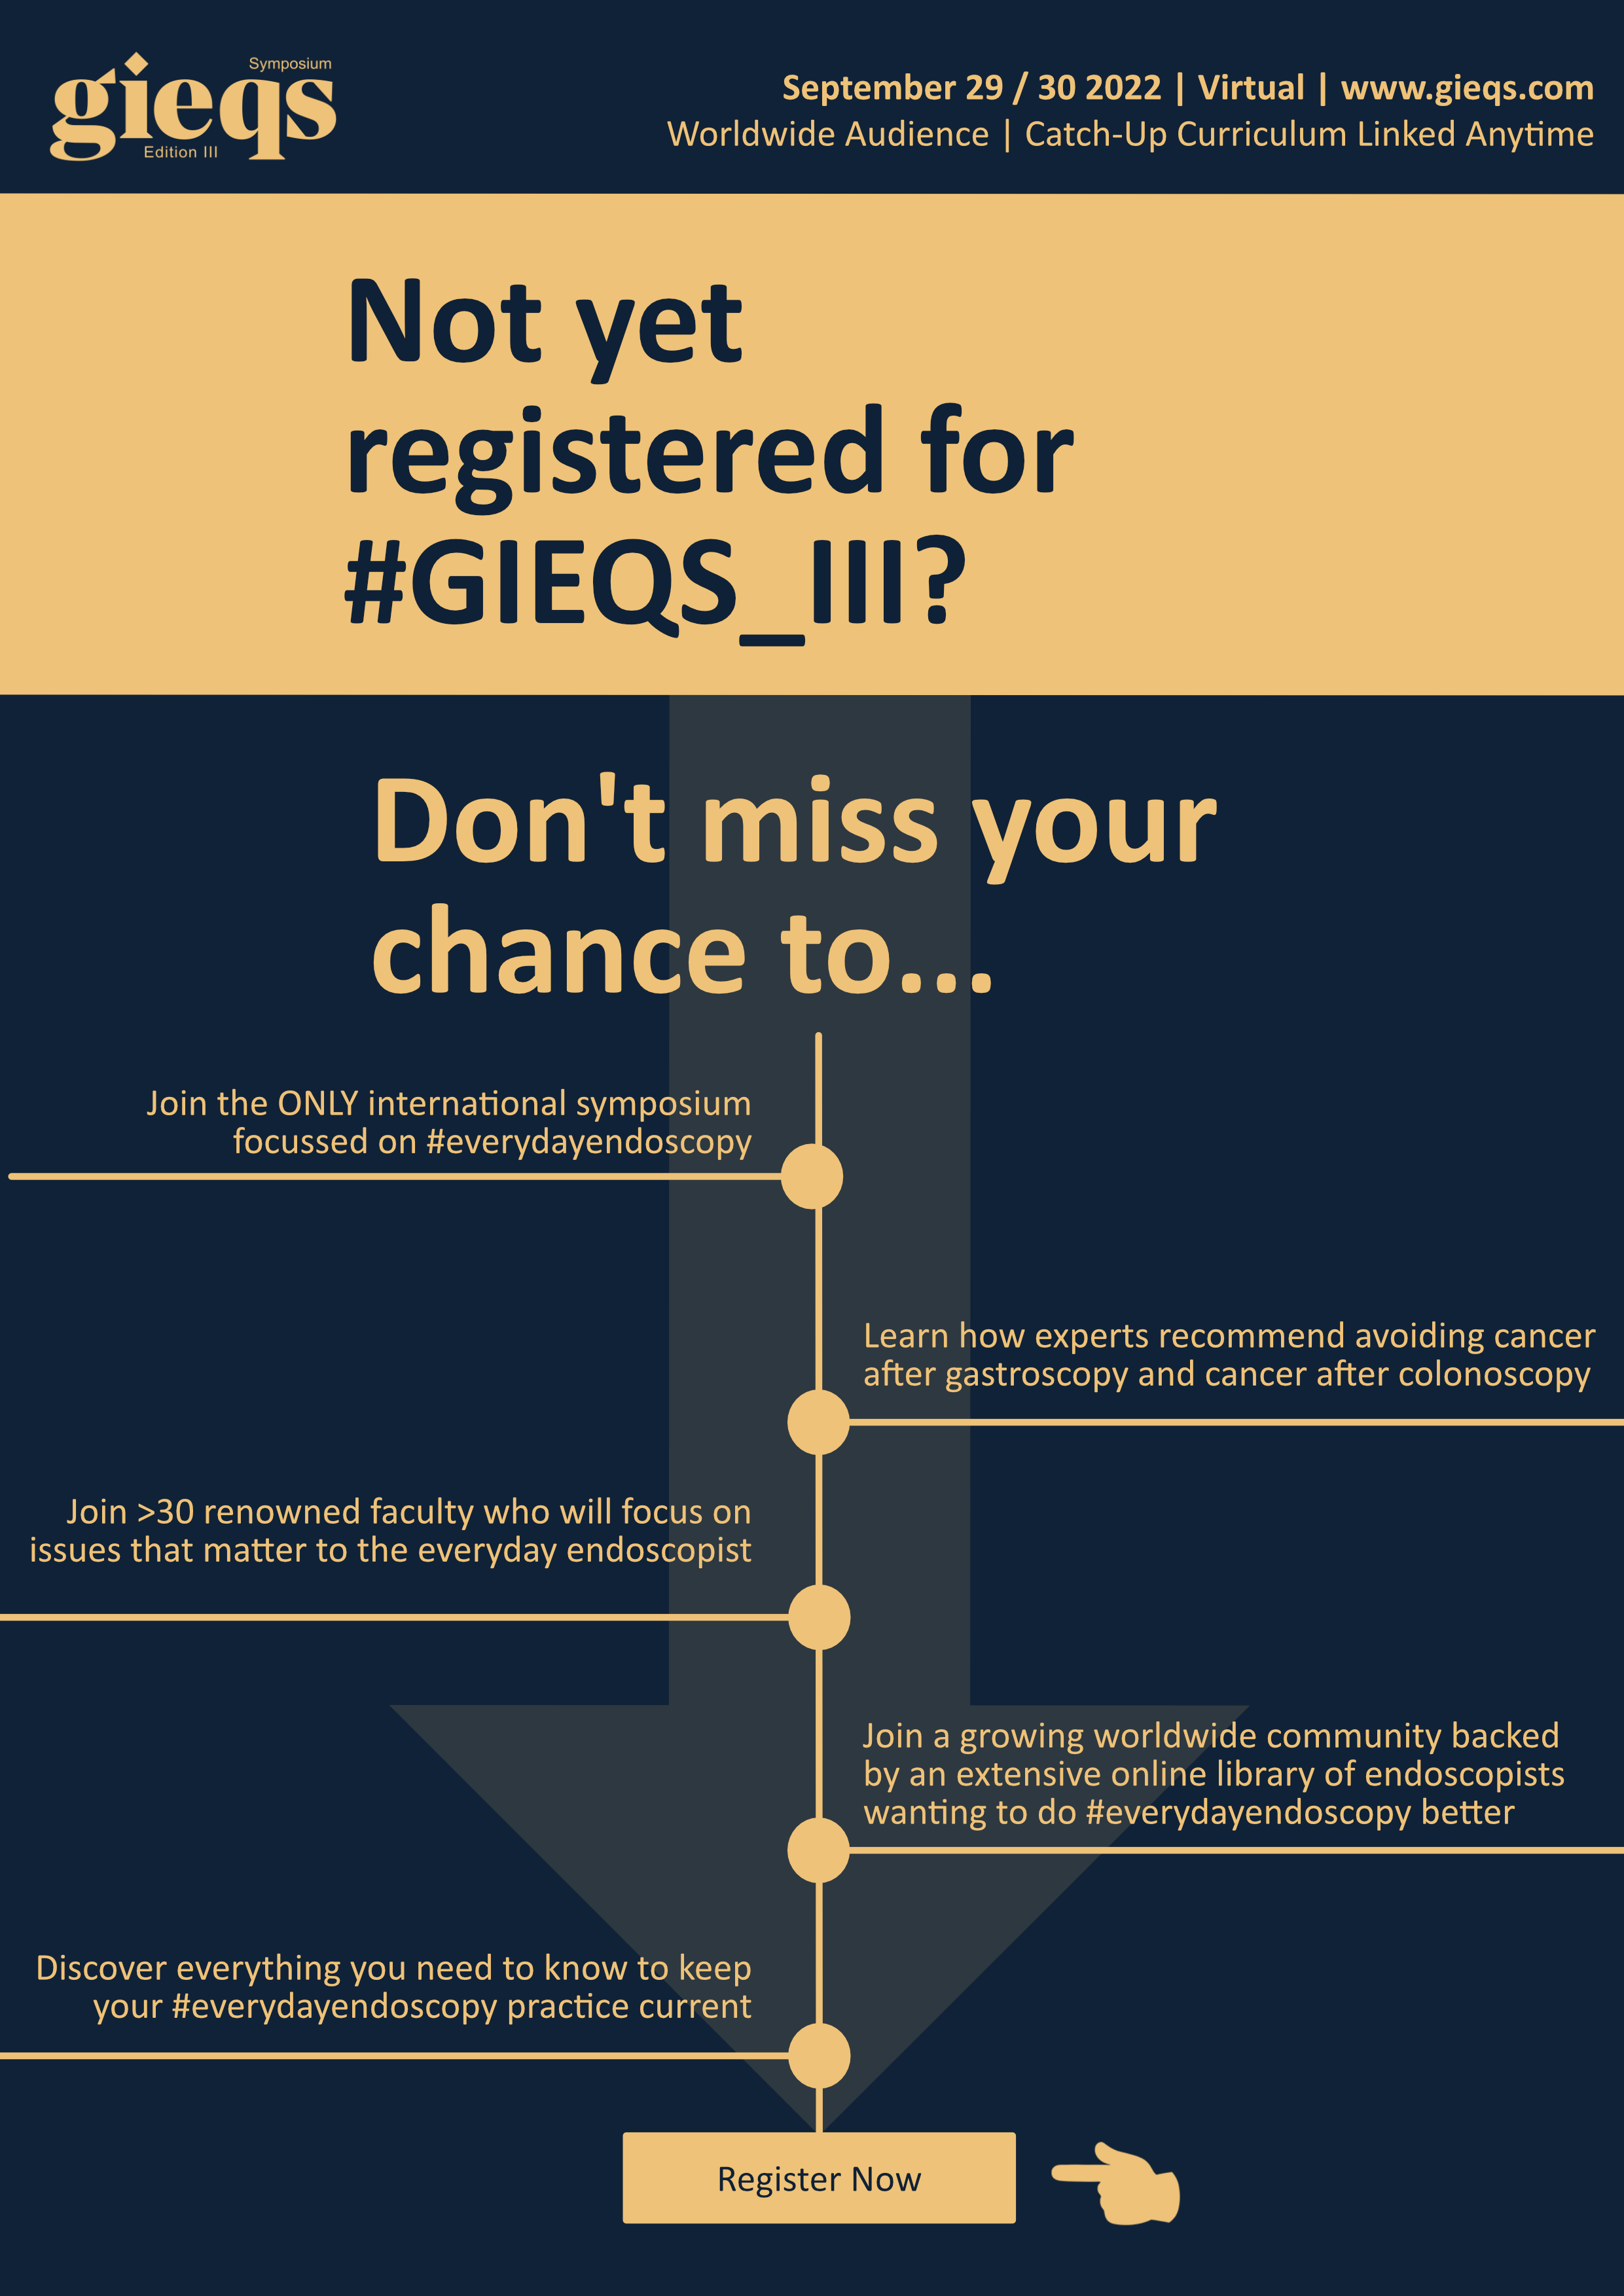 Symposium
gieqs
Edition III
September 29 / 30 2022 | Virtual | www.gieqs.com
Worldwide Audience | Catch-Up Curriculum Linked Anytime
Not yet
registered for
#GIEQS_III?
Don't miss your
chance to...
Join the ONLY international symposium
focussed on #everydayendoscopy
Learn how experts recommend avoiding cancer
after gastroscopy and cancer after colonoscopy
Join >30 renowned faculty who will focus on
issues that matter to the everyday endoscopist
Join a growing worldwide community backed
by an extensive online library of endoscopists
wanting to do #everydayendoscopy better
Discover everything you need to know to keep
your #everydayendoscopy practice current
Register Now